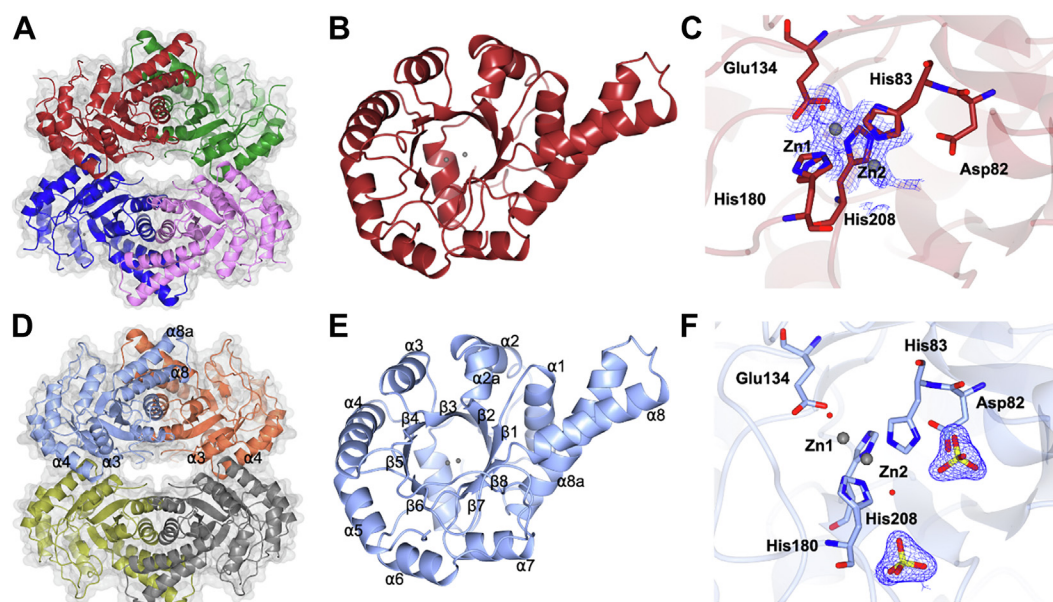 A
B
C
Glu134
His83
Zn1
Zn2
Asp82
His180
His208
D
α8a
α8
α4
α3
α3
α4
E
α3
α2
α1
α2a
α8
α4
β3
β2
β4
β1
β5
α8a
β8
β6
β7
α5
α6
α7
F
His83
Glu134
Asp82
Zn1
Zn2
His208
His180